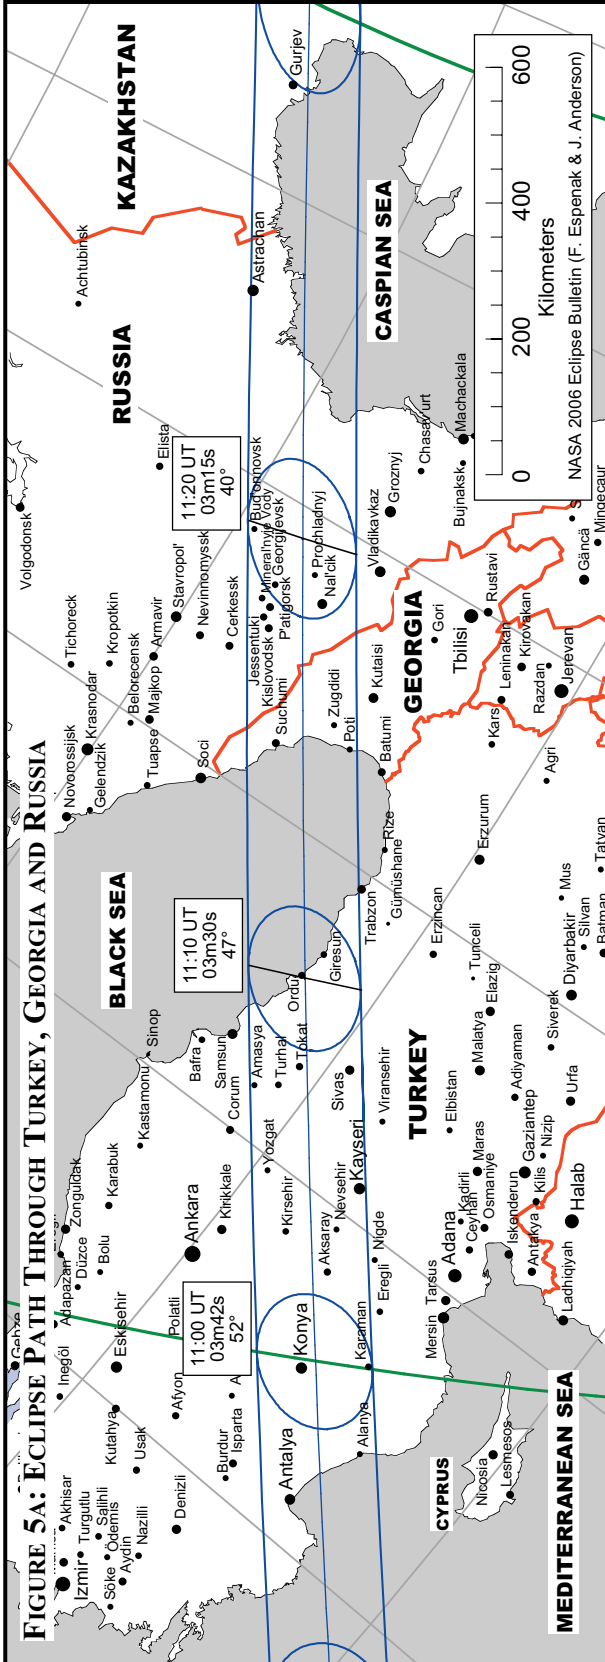 FIGURE 5A: ECLIPSE PATH THROUGH TURKEY, GEORGIA AND RUSSIA
KAZAKHSTAN
RUSSIA
CASPIAN SEA
GEORGIA
BLACK SEA
TURKEY
CYPRUS
MEDITERRANEAN SEA
11:00 UT
03m42s
52°
11:10 UT
03m30s
47°
11:20 UT
03m15s
40°
0 200 400 600
Kilometers
NASA 2006 Eclipse Bulletin (F. Espenak & J. Anderson)
Gurjev
Achtubinsk
Astrachan
Volgodonsk
Elista
Bud'onnovsk
Mineral'nyje Vody
Georgijevsk
Prochladnyj
Nal'cik
Patigorsk
Jessentuki
Kislovodsk
Suchumi
Stavropol'
Nevinnomyssk
Cerkessk
Tichoreck
Kropotkin
Armavir
Belorecensk
Majkop
Krasnodar
Novorossijsk
Gelendzik
Tuapse
Soci
Chasav'urt
Machackala
Bujnaksk
Groznyj
Vladikavkaz
Gori
Tbilisi
Rustavi
Gäncä
Mingecaur
Leninakan
Kirovakan
Razdan
Jerevan
Kars
Agri
Zugdidi
Poti
Kutaisi
Batumi
Rize
Trabzon
Gümüshane
Erzurum
Erzincan
Tunceli
Elazig
Mus
Tatvan
Diyarbakir
Silvan
Batman
Siverek
Giresun
Ordu
Sinop
Bafra
Samsun
Amasya
Turhal
Tokat
Corum
Sivas
Viransehir
Kayseri
Yozgat
Kirsehir
Nevsehir
Aksaray
Nigde
Eregli
Kastamonu
Karabuk
Zonguldak
Bolu
Düzce
Adapazari
Gebze
Ankara
Kirikkale
Polatli
Elbistan
Malatya
Adiyaman
Maras
Gaziantep
Nizip
Urfa
Kilis
Halab
Kadirli
Ceyhan
Osmaniye
Iskenderun
Antakya
Ladhiqiyah
Adana
Tarsus
Mersin
Konya
Karaman
Alanya
Antalya
Inegöl
Eskisehir
Kutahya
Afyon
Usak
Burdur
Isparta
Denizli
Akhisar
Izmir
Turgutlu
Salihli
Ödemis
Söke
Aydin
Nazilli
Nicosia
Lesmesos